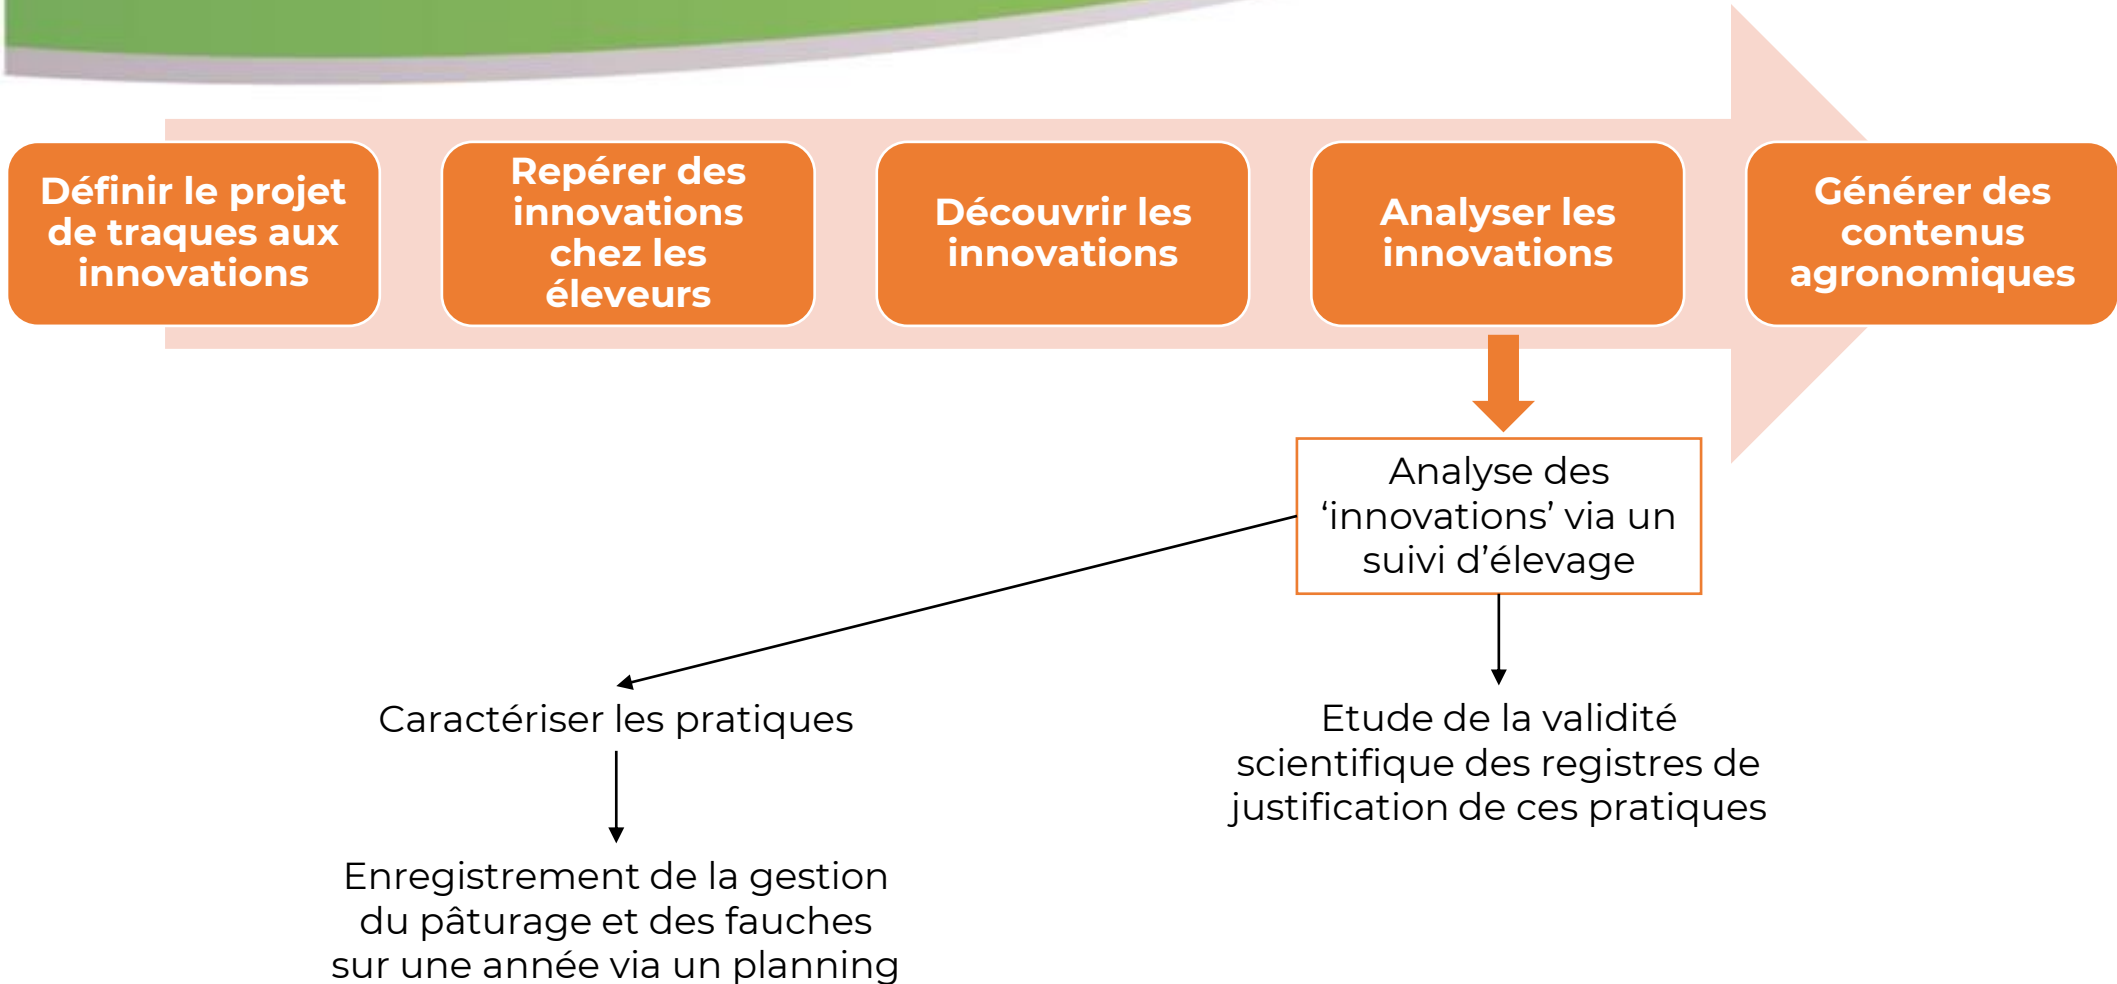 Définir le projet
de traques aux
innovations
Repérer des
innovations
chez les
éleveurs
Découvrir les
innovations
Analyser les
innovations
Générer des
contenus
agronomiques
Analyse des
‘innovations’ via un
suivi d’élevage
Caractériser les pratiques
Etude de la validité
scientifique des registres de
justification de ces pratiques
Enregistrement de la gestion
du pâturage et des fauches
sur une année via un planning